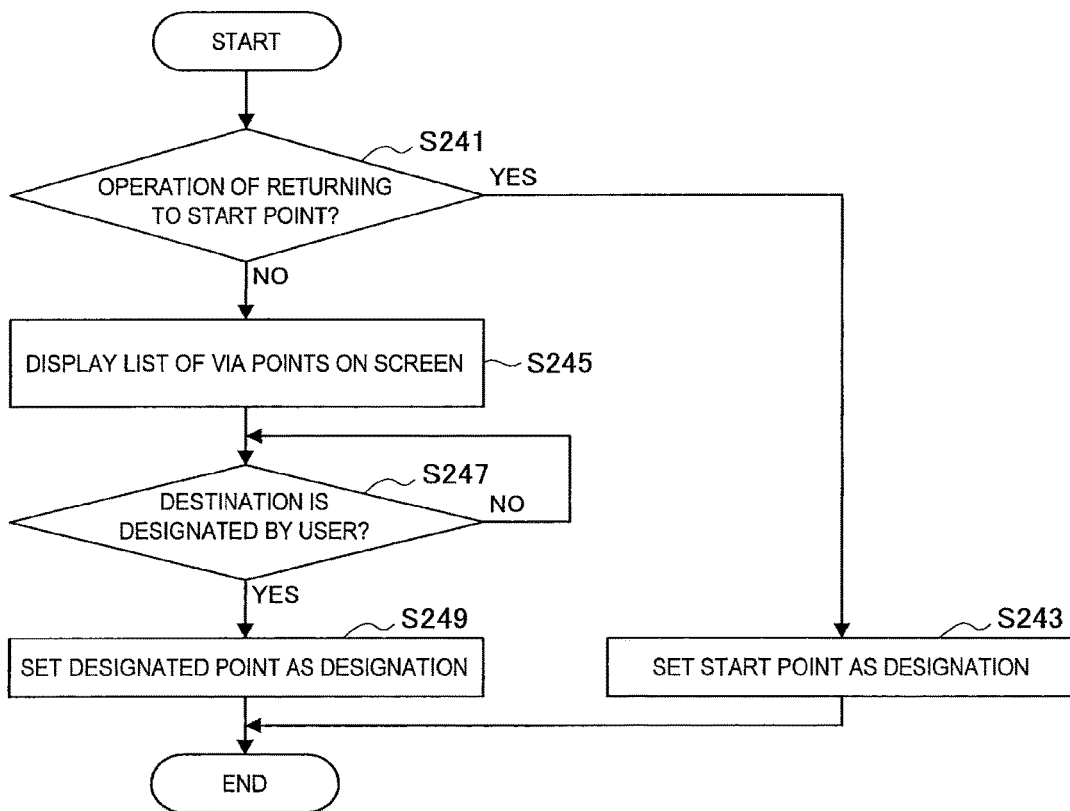 START
S241
OPERATION OF RETURNING
TO START POINT?
YES
NO
DISPLAY LIST OF VIA POINTS ON SCREEN
S245
S247
DESTINATION IS
DESIGNATED BY USER?
NO
YES
S249
SET DESIGNATED POINT AS DESIGNATION
S243
SET START POINT AS DESIGNATION
END